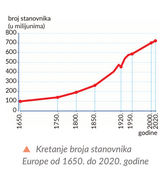 broj stanovnika
(u milijunima)
800
700
600
500
400
300
200
100
0
1650. 1750. 1800. 1850. 1920. 1950. 2000. 2020.
godine
Kretanje broja stanovnika
Europe od 1650. do 2020. godine